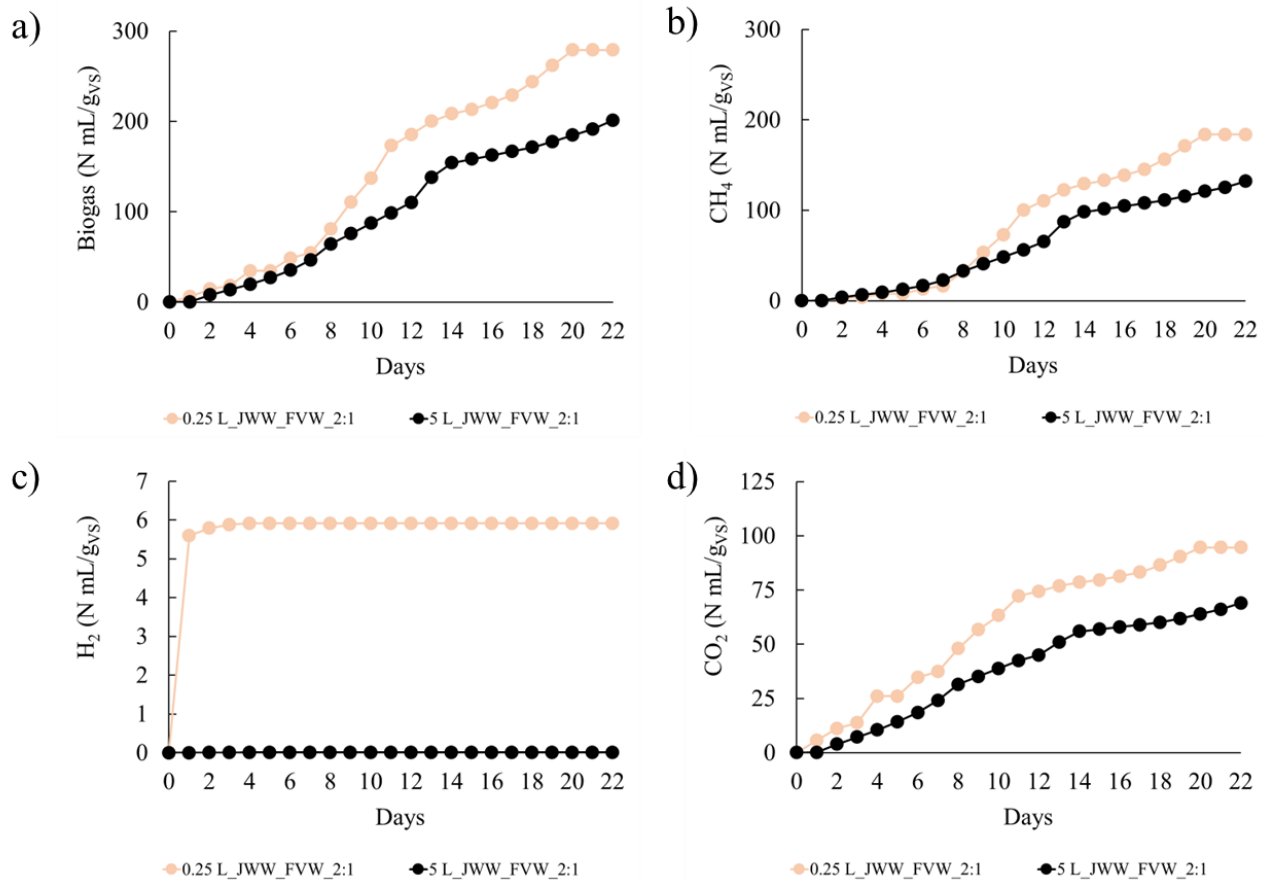 a)
Biogas (N mL/gVS)
300
200
100
0
0 2 4 6 8 10 12 14 16 18 20 22
Days
0.25 L_JWW_FVW_2:1 5 L_JWW_FVW_2:1
b)
CH4 (N mL/gVS)
300
200
100
0
0 2 4 6 8 10 12 14 16 18 20 22
Days
0.25 L_JWW_FVW_2:1 5 L_JWW_FVW_2:1
c)
H2 (N mL/gVS)
7
6
5
4
3
2
1
0
0 2 4 6 8 10 12 14 16 18 20 22
Days
0.25 L_JWW_FVW_2:1 5 L_JWW_FVW_2:1
d)
CO2 (N mL/gVS)
125
100
75
50
25
0
0 2 4 6 8 10 12 14 16 18 20 22
Days
0.25 L_JWW_FVW_2:1 5 L_JWW_FVW_2:1